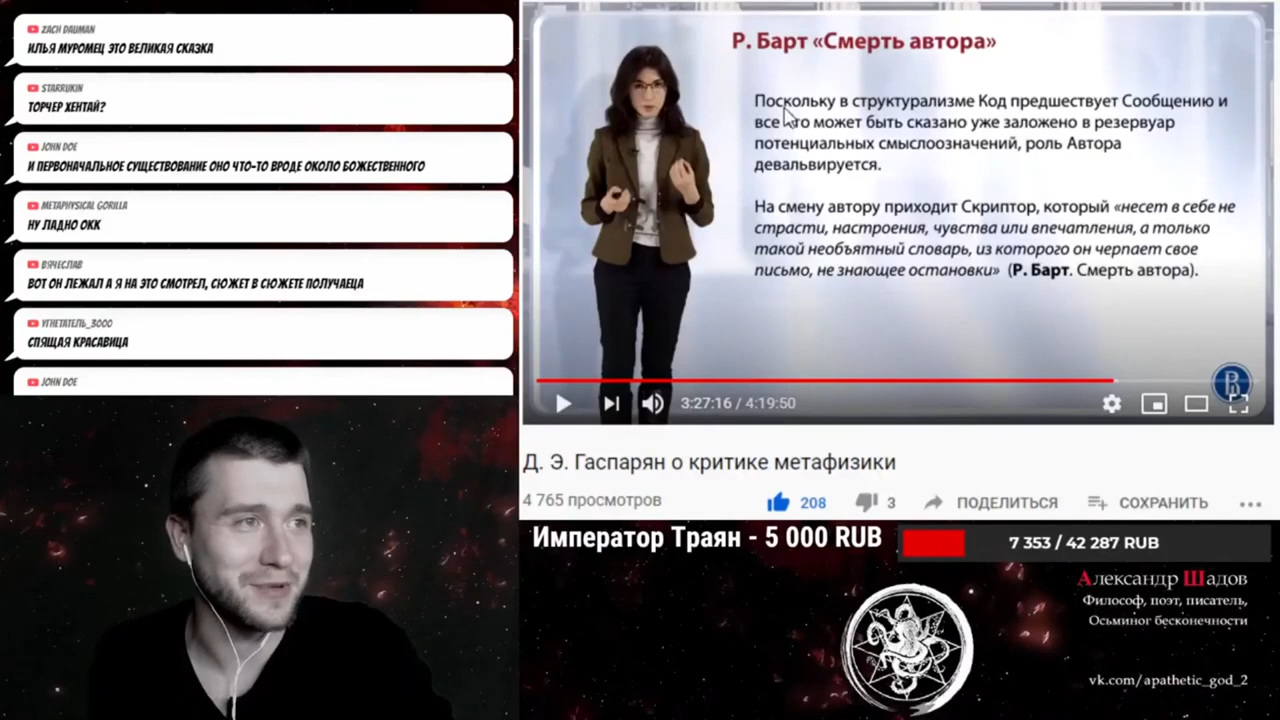 ZACH DAUMAN
ИЛЬЯ МУРОМЕЦ ЭТО ВЕЛИКАЯ СКАЗКА
STARRUKIN
ТОРЧЕР ХЕНТАЙ?
JOHN DOE
И ПЕРВОНАЧАЛЬНОЕ СУЩЕСТВОВАНИЕ ОНО ЧТО-ТО ВРОДЕ ОКОЛО БОЖЕСТВЕННОГО
METAPHYSICAL GORILLA
НУ ЛАДНО ОКК
ВЯЧЕСЛАВ
ВОТ ОН ЛЕЖАЛ А Я НА ЭТО СМОТРЕЛ, СЮЖЕТ В СЮЖЕТЕ ПОЛУЧАЕЦА
УГНЕТАТЕЛЬ_3000
СПЯЩАЯ КРАСАВИЦА
JOHN DOE
Р. Барт «Смерть автора»
Поскольку в структурализме Код предшествует Сообщению и
все что может быть сказано уже заложено в резервуар
потенциальных смыслоозначений, роль Автора
девальвируется.
На смену автору приходит Скриптор, который «несет в себе не
страсти, настроения, чувства или впечатления, а только
такой необъятный словарь, из которого он черпает свое
письмо, не знающее остановки» (Р. Барт. Смерть автора).
3:27:16 / 4:19:50
Д. Э. Гаспарян о критике метафизики
4 765 просмотров
208
3
ПОДЕЛИТЬСЯ
СОХРАНИТЬ
Император Траян - 5 000 RUB
7 353 / 42 287 RUB
Александр Шадов
Философ, поэт, писатель,
Осьминог бесконечности
vk.com/apathetic_god_2